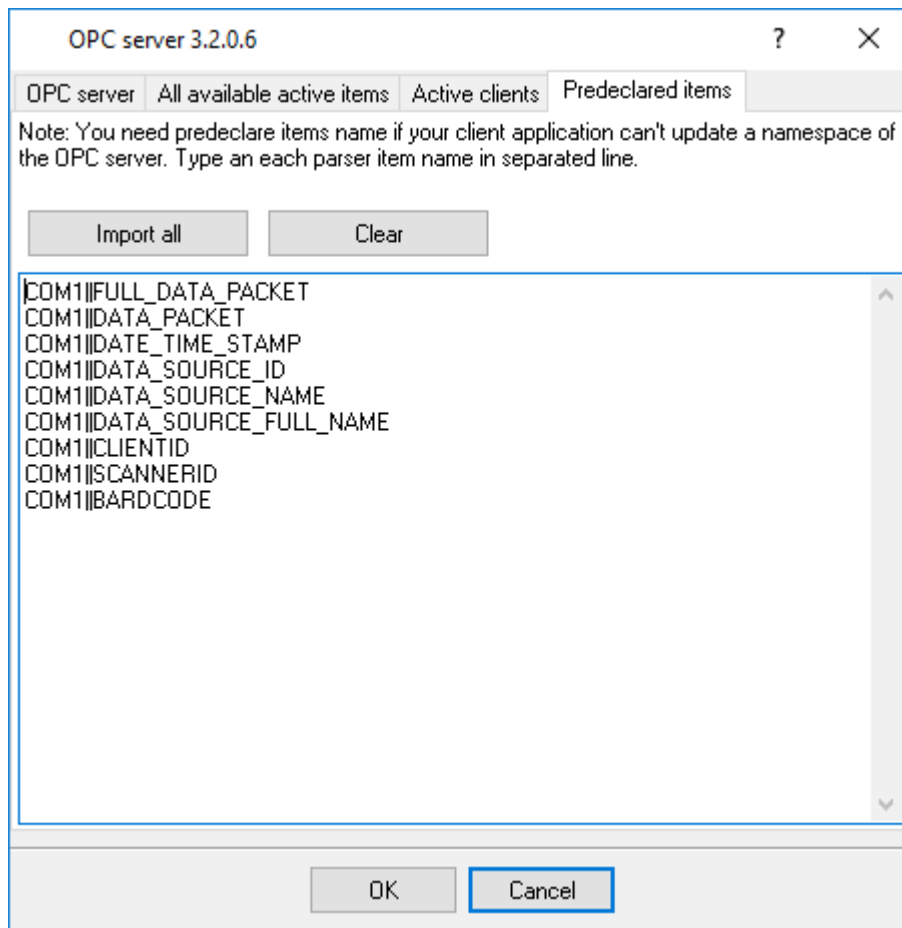 OPC server 3.2.0.6 ?
OPC server All available active items Active clients Predeclared items
Note: You need predeclare items name if your client application can't update a namespace of
the OPC server. Type an each parser item name in separated line.
Import all Clear
COM1||FULL_DATA_PACKET
COM1||DATA_PACKET
COM1||DATE_TIME_STAMP
COM1||DATA_SOURCE_ID
COM1||DATA_SOURCE_NAME
COM1||DATA_SOURCE_FULL_NAME
COM1||CLIENTID
COM1||SCANNERID
COM1||BARDCODE
OK Cancel